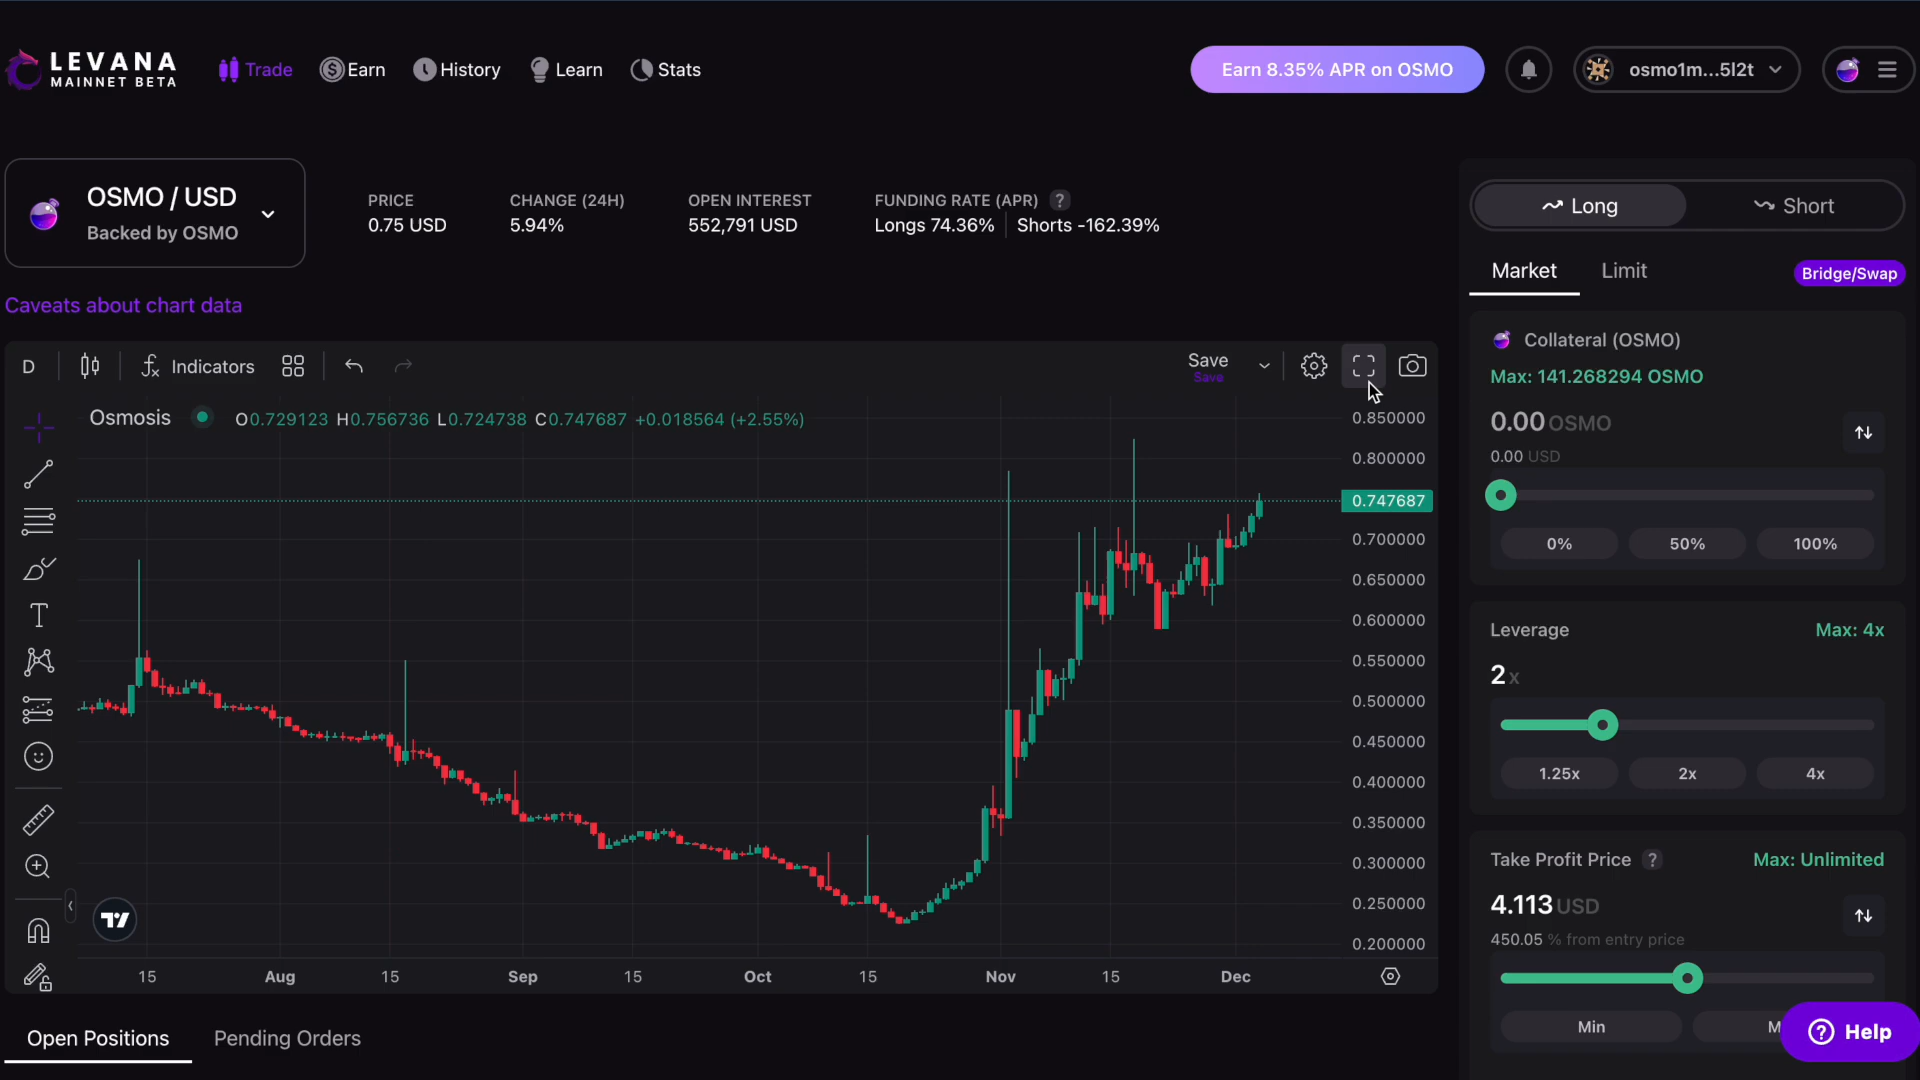 LEVANA
MAINNET BETA
Trade
Earn
History
Learn
Stats
Earn 8.35% APR on OSMO
osmo1m...5l2t
OSMO / USD
Backed by OSMO
PRICE
0.75 USD
CHANGE (24H)
5.94%
OPEN INTEREST
552,791 USD
FUNDING RATE (APR) ?
Longs 74.36% Shorts -162.39%
Caveats about chart data
D
Indicators
Save
Save
Osmosis
O0.729123 H0.756736 L0.724738 C0.747687 +0.018564 (+2.55%)
0.850000
0.800000
0.747687
0.700000
0.650000
0.600000
0.550000
0.500000
0.450000
0.400000
0.350000
0.300000
0.250000
0.200000
15 Aug 15 Sep 15 Oct 15 Nov 15 Dec
Open Positions
Pending Orders
Long
Short
Market
Limit
Bridge/Swap
Collateral (OSMO)
Max: 141.268294 OSMO
0.00 OSMO
0.00 USD
0% 50% 100%
Leverage
Max: 4x
2x
1.25x 2x 4x
Take Profit Price ?
Max: Unlimited
4.113 USD
450.05 % from entry price
Min
M
Help